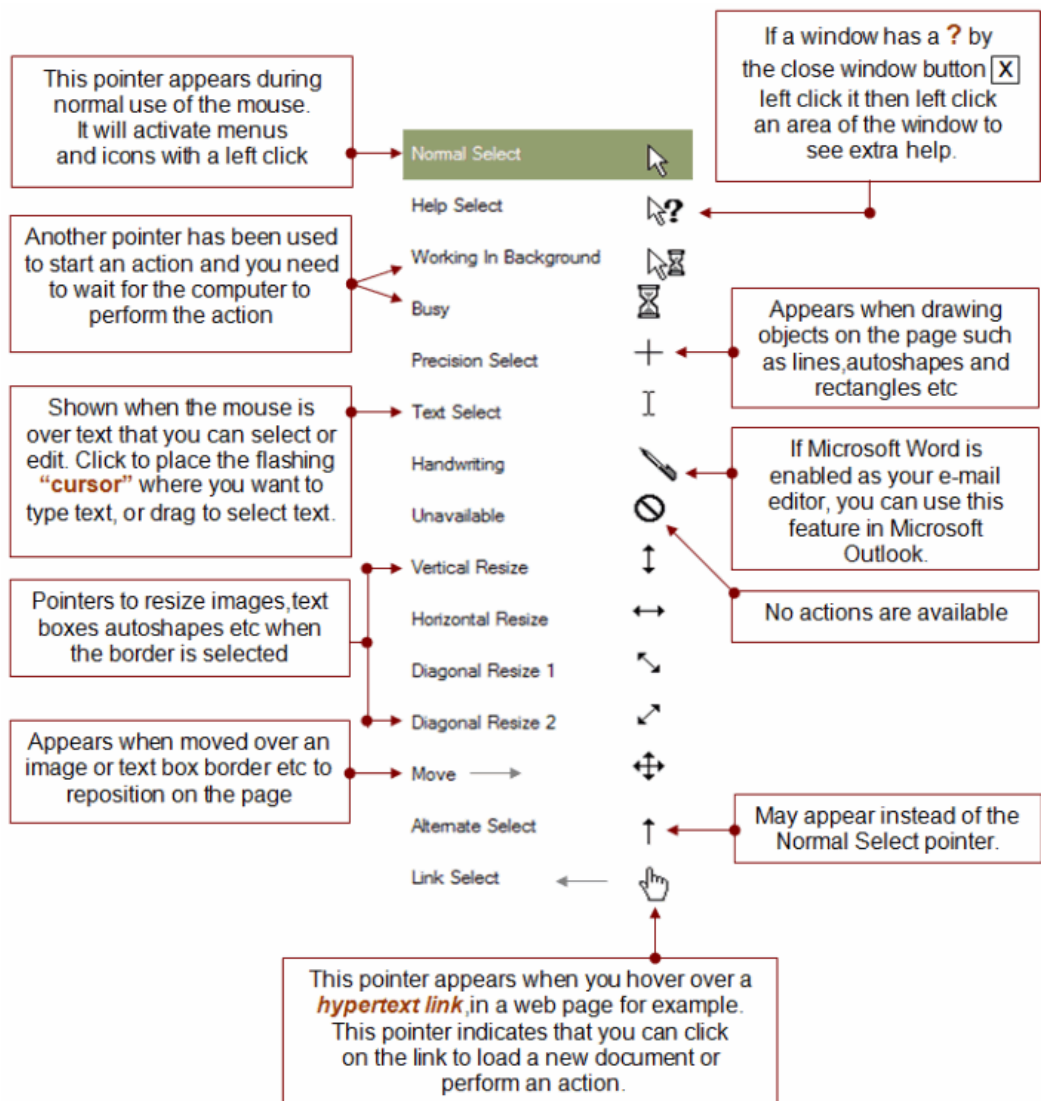 If a window has a ? by
the close window button X
left click it then left click
an area of the window to
see extra help.
This pointer appears during
normal use of the mouse.
It will activate menus
and icons with a left click
Normal Select
Help Select
Another pointer has been used
to start an action and you need
to wait for the computer to
perform the action
Working In Background
Busy
Appears when drawing
objects on the page such
as lines,autoshapes and
rectangles etc
Precision Select
Shown when the mouse is
over text that you can select or
edit. Click to place the flashing
“cursor” where you want to
type text, or drag to select text.
Text Select
Handwriting
If Microsoft Word is
enabled as your e-mail
editor, you can use this
feature in Microsoft
Outlook.
Unavailable
No actions are available
Pointers to resize images,text
boxes autoshapes etc when
the border is selected
Vertical Resize
Horizontal Resize
Diagonal Resize 1
Diagonal Resize 2
Appears when moved over an
image or text box border etc to
reposition on the page
Move
Alternate Select
May appear instead of the
Normal Select pointer.
Link Select
This pointer appears when you hover over a
hypertext link,in a web page for example.
This pointer indicates that you can click
on the link to load a new document or
perform an action.